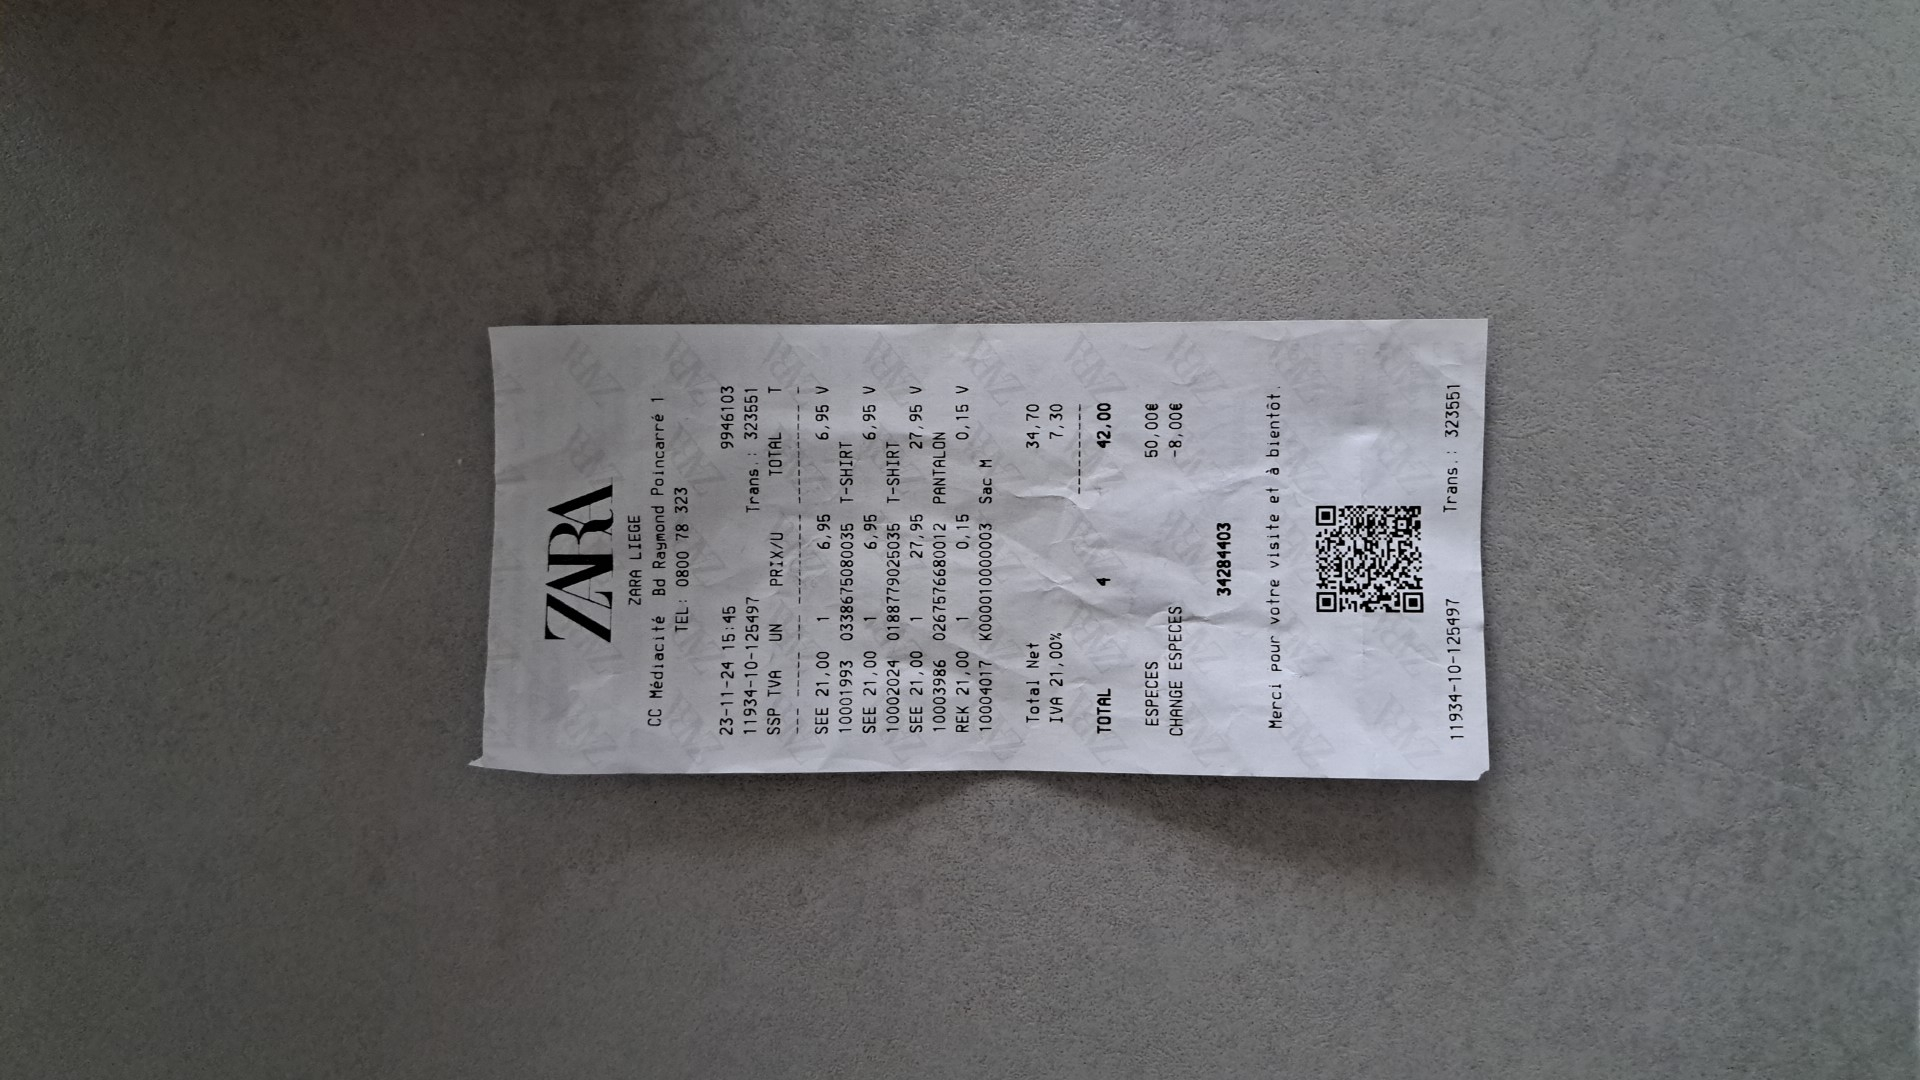 ZARA
ZARA LIEGE
CC Médiacité Bd Raymond Poincarré 1
TEL: 0800 78 323
23-11-24 15:45 9946103
11934-10-125497 Trans.: 323551
SSP TVA UN PRIX/U TOTAL T
--- --- ---------- ---------- -
SEE 21,00 1 6,95 6,95 V
10001993 0338675080035 T-SHIRT
SEE 21,00 1 6,95 6,95 V
10002024 01887790250​35 T-SHIRT
SEE 21,00 1 27,95 27,95 V
10003986 0267576680012 PANTALON
REK 21,00 1 0,15 0,15 V
10004017 K000010000003 Sac M
Total Net 34,70
IVA 21,00% 7,30
----------
TOTAL 4 42,00
ESPECES 50,00€
CHANGE ESPECES -8,00€
34284403
Merci pour votre visite et à bientôt.
11934-10-125497 Trans.: 323551